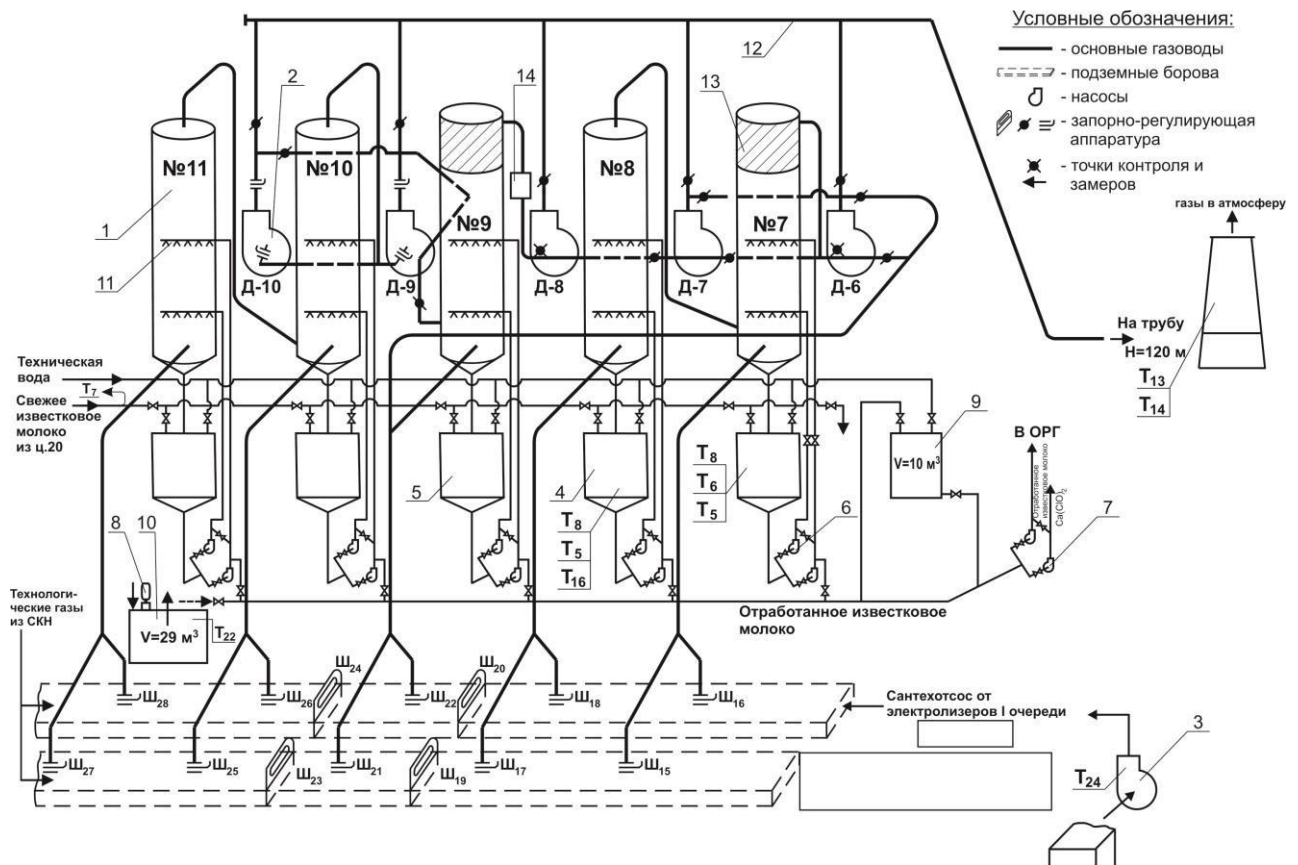 Условные обозначения:
- основные газоводы
- подземные борова
- насосы
- запорно-регулирующая
аппаратура
- точки контроля и
замеров
12
2
14
13
№11
№10
№9
№8
№7
1
11
Д-10
Д-9
Д-8
Д-7
Д-6
газы в атмосферу
На трубу
Н=120 м
Т13
Т14
Техническая
вода
Т7
Свежее
известковое
молоко
из ц.20
5
4
Т8
Т5
Т16
Т8
Т6
Т5
6
9
V=10 м³
В ОРГ
Отработанное
известковое молоко
Ca(ClO)2
7
8
10
V=29 м³
Т22
Отработанное известковое
молоко
Технологи-
ческие газы
из СКН
Ш28
Ш26
Ш24
Ш22
Ш20
Ш18
Ш16
Сантехотсос от
электролизеров I очереди
Ш27
Ш25
Ш23
Ш21
Ш19
Ш17
Ш15
Т24
3